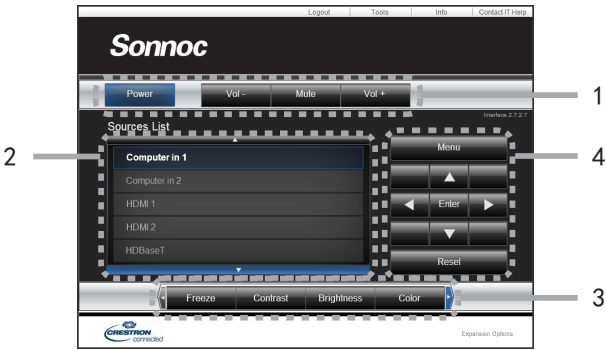 Logout Tools Info Contact IT Help
Sonnoc
Power Vol - Mute Vol + 1
Interface 2.7.2.7
Sources List
Menu
2 Computer in 1 4
Computer in 2
HDMI 1 Enter
HDMI 2
HDBaseT Reset
Freeze Contrast Brightness Color 3
CRESTRON
connected
Expansion Options